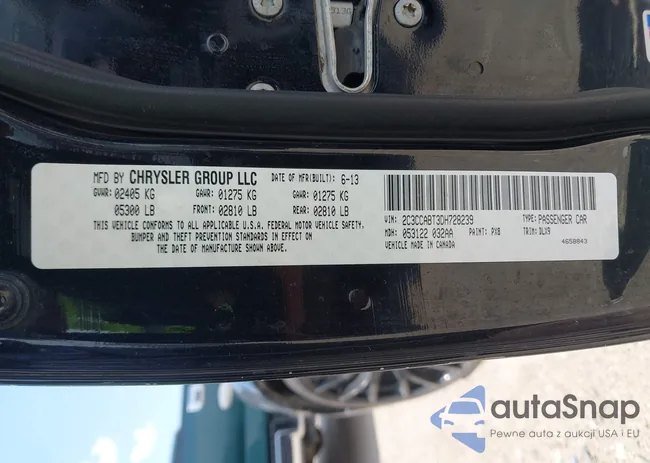 MFD BY CHRYSLER GROUP LLC DATE OF MFR(BUILT): 6-13
GVWR: 02405 KG GAWR: 01275 KG GAWR: 01275 KG
05300 LB FRONT: 02810 LB REAR: 02810 LB
THIS VEHICLE CONFORMS TO ALL APPLICABLE U.S.A. FEDERAL MOTOR VEHICLE SAFETY,
BUMPER AND THEFT PREVENTION STANDARDS IN EFFECT ON
THE DATE OF MANUFACTURE SHOWN ABOVE.
VIN: 2C3CCABT3DH728239 TYPE: PASSENGER CAR
MDH: 053122 032AA PAINT: PX8 TRIM: DLX9
VEHICLE MADE IN CANADA 4658843
autaSnap
Pewne auta z aukcji USA i EU